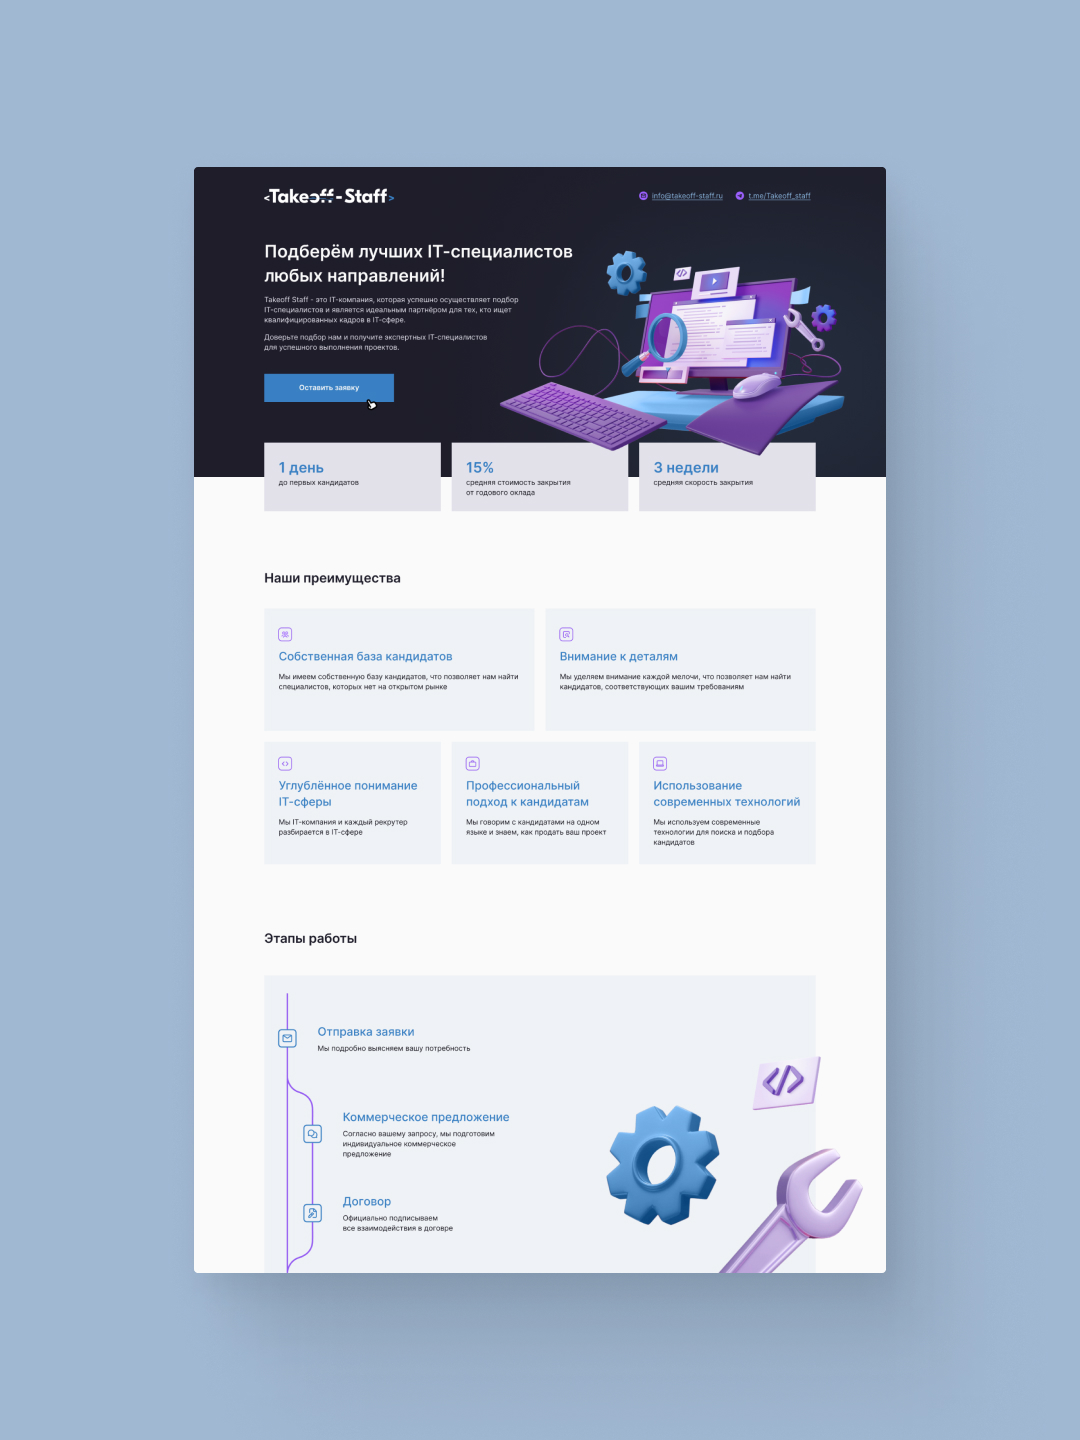 <Takeoff-Staff>
info@takeoff-staff.ru
t.me/Takeoff_staff
Подберём лучших IT-специалистов
любых направлений!
Takeoff Staff - это IT-компания, которая успешно осуществляет подбор
IT-специалистов и является идеальным партнёром для тех, кто ищет
квалифицированных кадров в IT-сфере.
Доверьте подбор нам и получите экспертных IT-специалистов
для успешного выполнения проектов.
Оставить заявку
1 день
до первых кандидатов
15%
средняя стоимость закрытия
от годового оклада
3 недели
средняя скорость закрытия
Наши преимущества
Собственная база кандидатов
Мы имеем собственную базу кандидатов, что позволяет нам найти
специалистов, которых нет на открытом рынке
Внимание к деталям
Мы уделяем внимание каждой мелочи, что позволяет нам найти
кандидатов, соответствующих вашим требованиям
Углублённое понимание
IT-сферы
Мы IT-компания и каждый рекрутер
разбирается в IT-сфере
Профессиональный
подход к кандидатам
Мы говорим с кандидатами на одном
языке и знаем, как продать ваш проект
Использование
современных технологий
Мы используем современные
технологии для поиска и подбора
кандидатов
Этапы работы
Отправка заявки
Мы подробно выясняем вашу потребность
Коммерческое предложение
Согласно вашему запросу, мы подготовим
индивидуальное коммерческое
предложение
Договор
Официально подписываем
все взаимодействия в договре